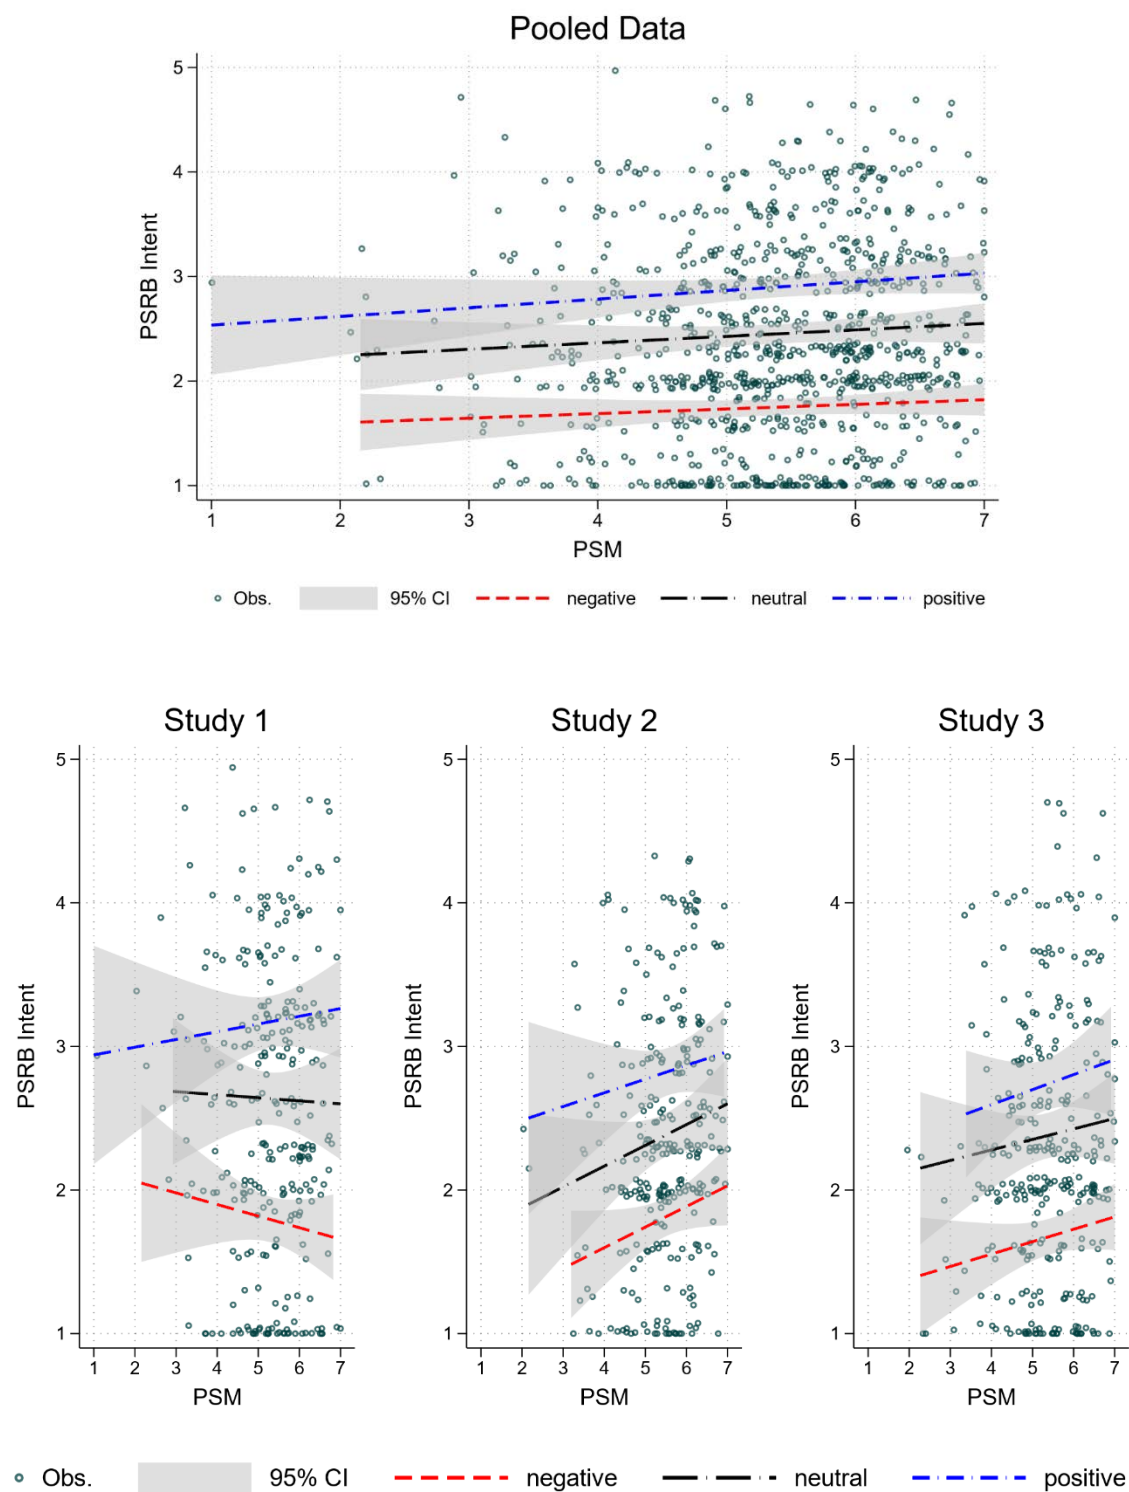 Pooled Data
5
4
3
2
1
PSRB Intent
1 2 3 4 5 6 7
PSM
Obs. 95% CI negative neutral positive
Study 1 Study 2 Study 3
5 5 5
4 4 4
3 3 3
2 2 2
1 1 1
PSRB Intent PSRB Intent PSRB Intent
1 2 3 4 5 6 7 1 2 3 4 5 6 7 1 2 3 4 5 6 7
PSM PSM PSM
Obs. 95% CI negative neutral positive